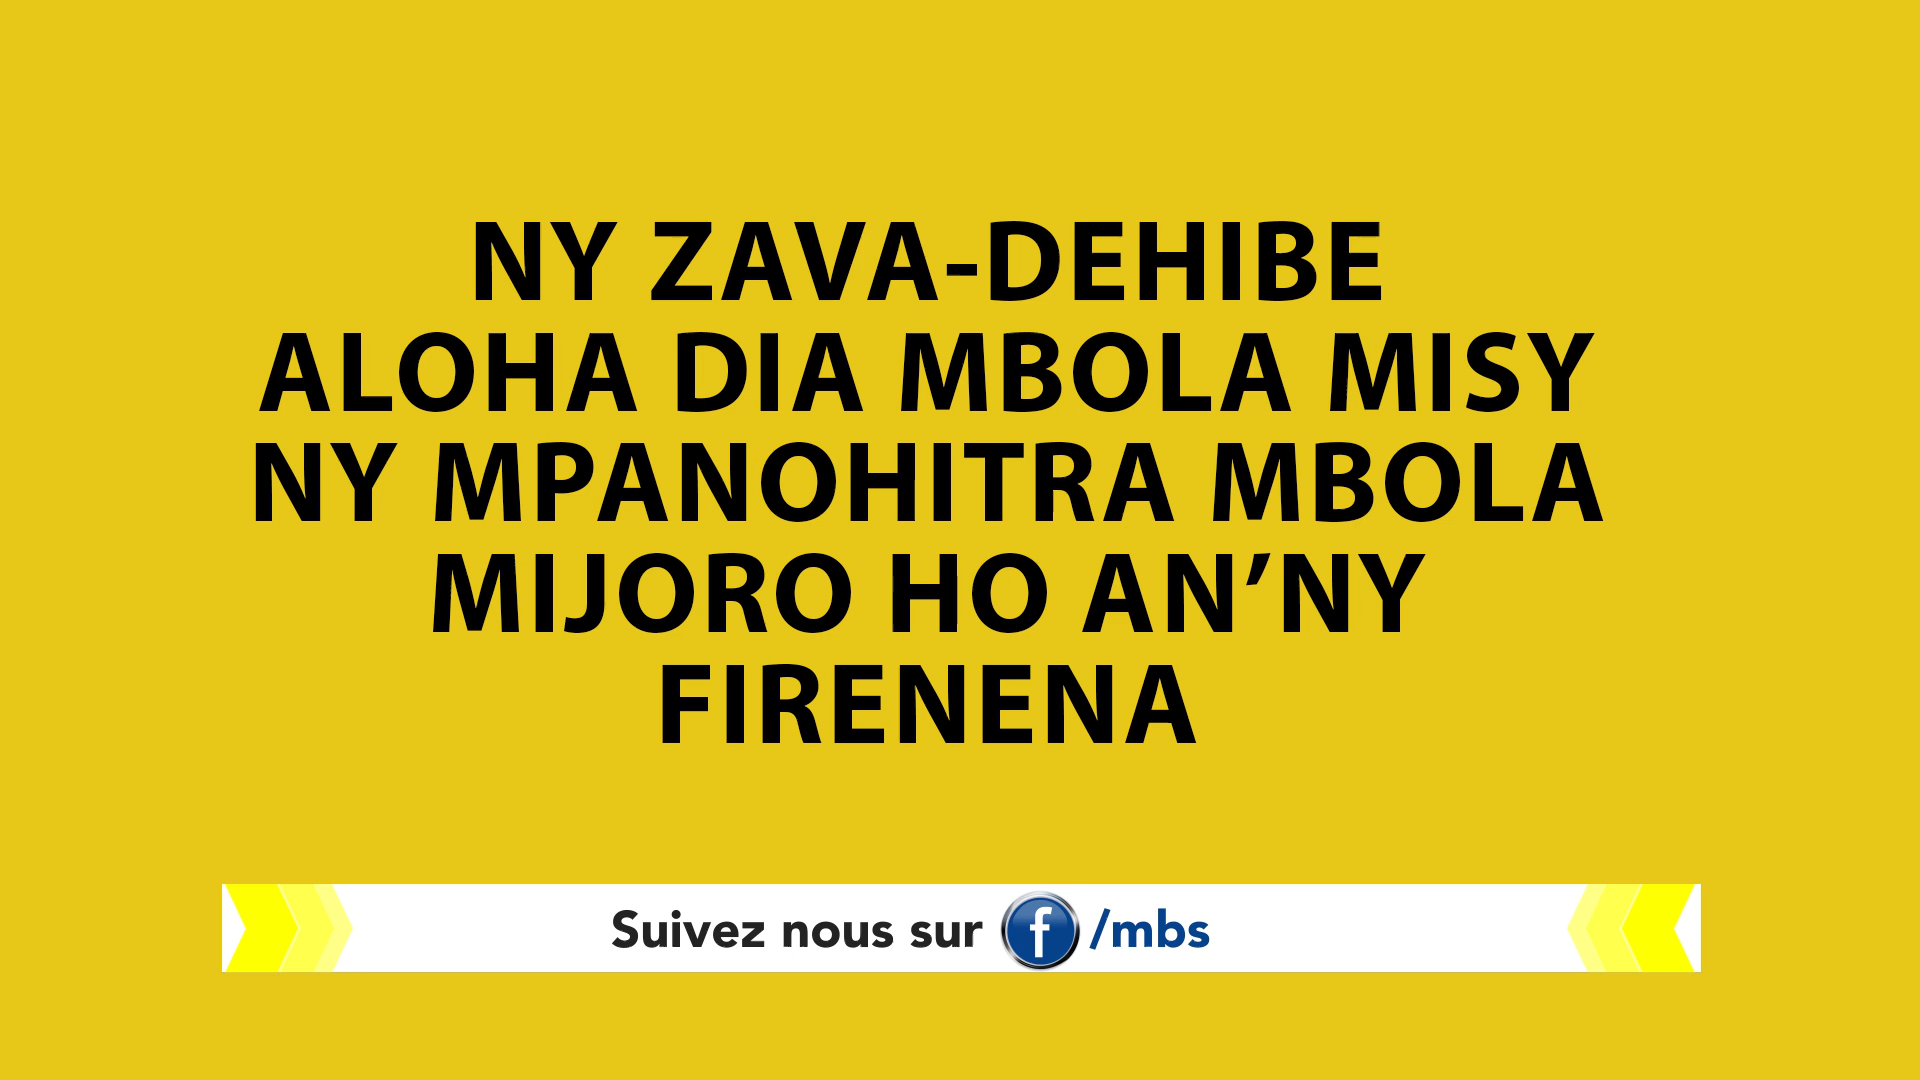 NY ZAVA-DEHIBE
ALOHA DIA MBOLA MISY
NY MPANOHITRA MBOLA
MIJORO HO AN’NY
FIRENENA
Suivez nous sur f /mbs